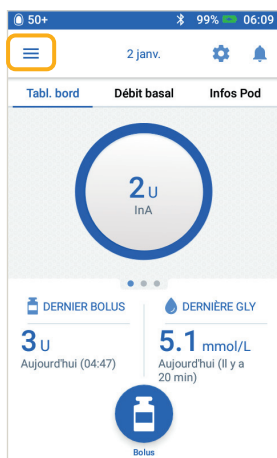 50+ 99% 06:09
2 janv.
Tabl. bord Débit basal Infos Pod
2 U
InA
DERNIER BOLUS
3 U
Aujourd'hui (04:47)
DERNIÈRE GLY
5.1 mmol/L
Aujourd'hui (Il y a
20 min)
Bolus